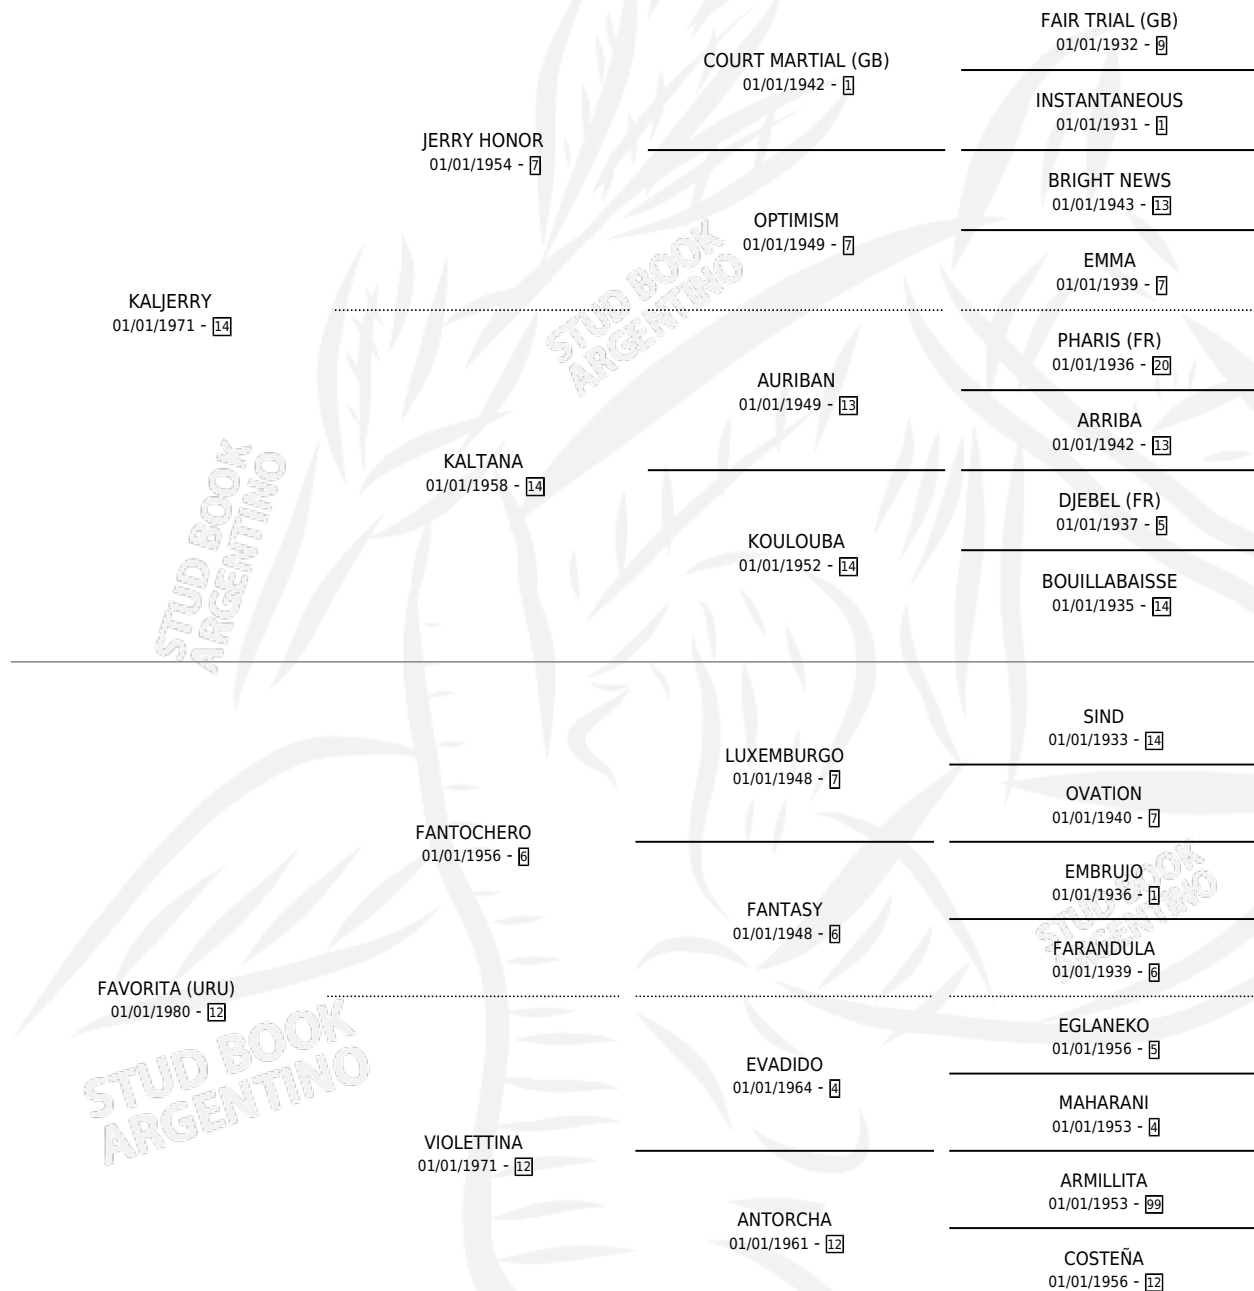 FAIR TRIAL (GB)
01/01/1932 - 9
COURT MARTIAL (GB)
01/01/1942 - 1
INSTANTANEOUS
01/01/1931 - 1
JERRY HONOR
01/01/1954 - 7
BRIGHT NEWS
01/01/1943 - 13
OPTIMISM
01/01/1949 - 7
EMMA
01/01/1939 - 7
KALJERRY
01/01/1971 - 14
PHARIS (FR)
01/01/1936 - 20
AURIBAN
01/01/1949 - 13
ARRIBA
01/01/1942 - 13
KALTANA
01/01/1958 - 14
DJEBEL (FR)
01/01/1937 - 5
KOULOUBA
01/01/1952 - 14
BOUILLABAISSE
01/01/1935 - 14
STUD BOOK
ARGENTINO
STUD BOOK
ARGENTINO
SIND
01/01/1933 - 14
LUXEMBURGO
01/01/1948 - 7
OVATION
01/01/1940 - 7
FANTOCHERO
01/01/1956 - 6
EMBRUJO
01/01/1936 - 1
FANTASY
01/01/1948 - 6
FARANDULA
01/01/1939 - 6
STUD BOOK
ARGENTINO
FAVORITA (URU)
01/01/1980 - 12
EGLANEKO
01/01/1956 - 5
EVADIDO
01/01/1964 - 4
MAHARANI
01/01/1953 - 4
STUD BOOK
ARGENTINO
VIOLETTINA
01/01/1971 - 12
ARMILLITA
01/01/1953 - 99
ANTORCHA
01/01/1961 - 12
COSTEÑA
01/01/1956 - 12